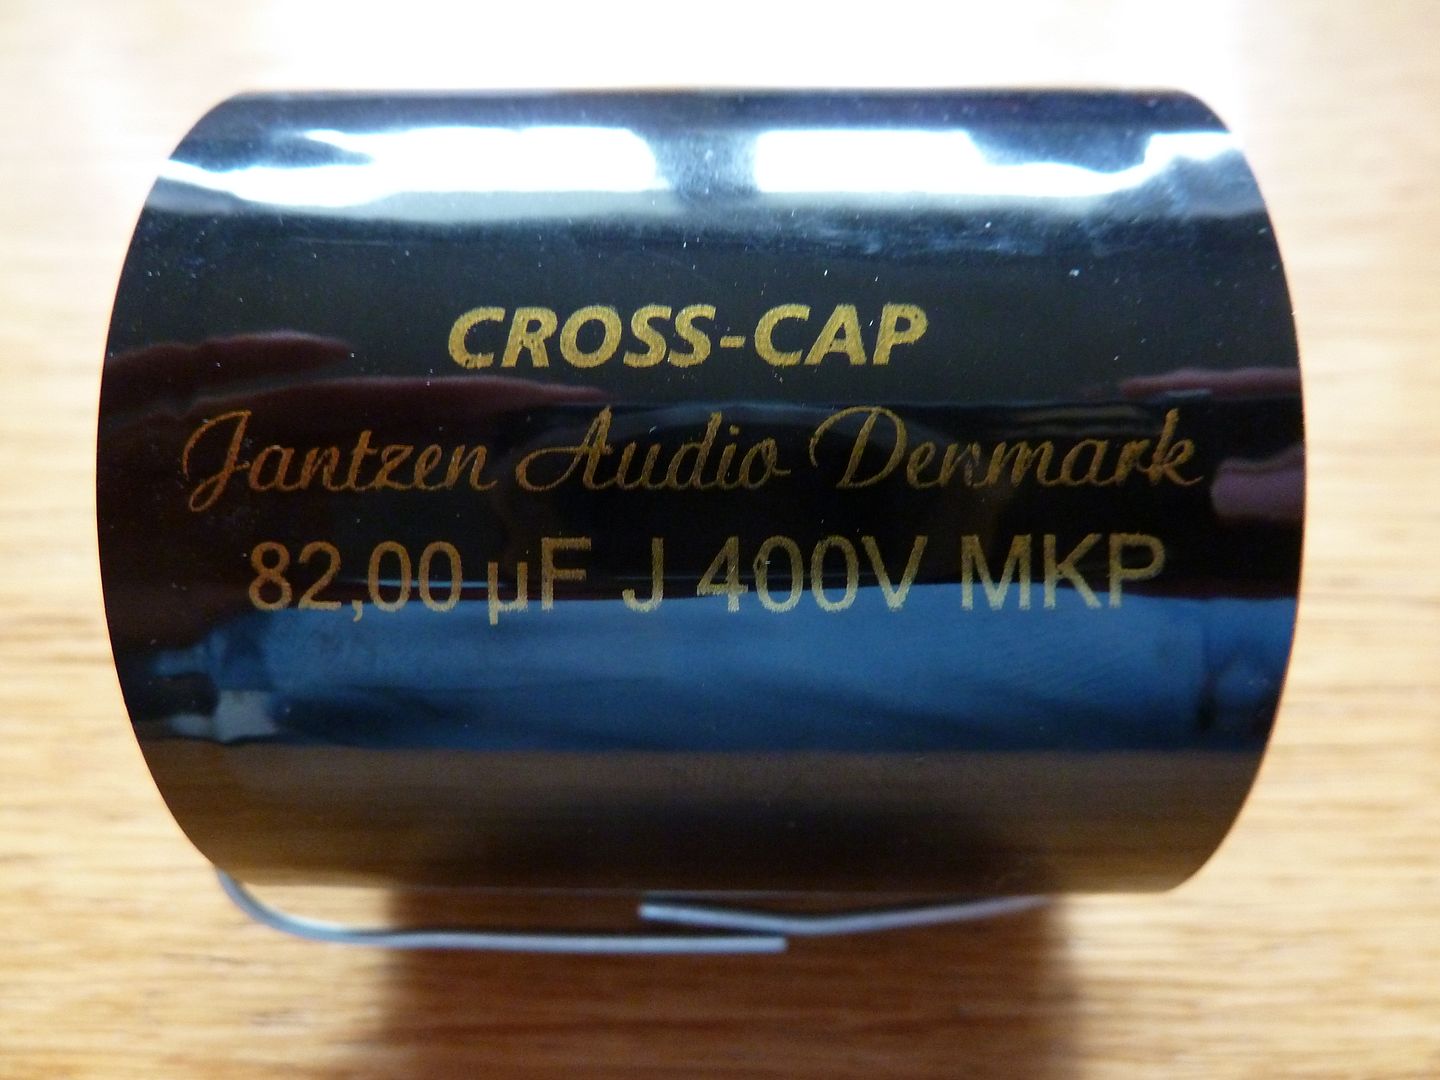 CROSS-CAP
Jantzen Audio Denmark
82,00 µF J 400V MKP